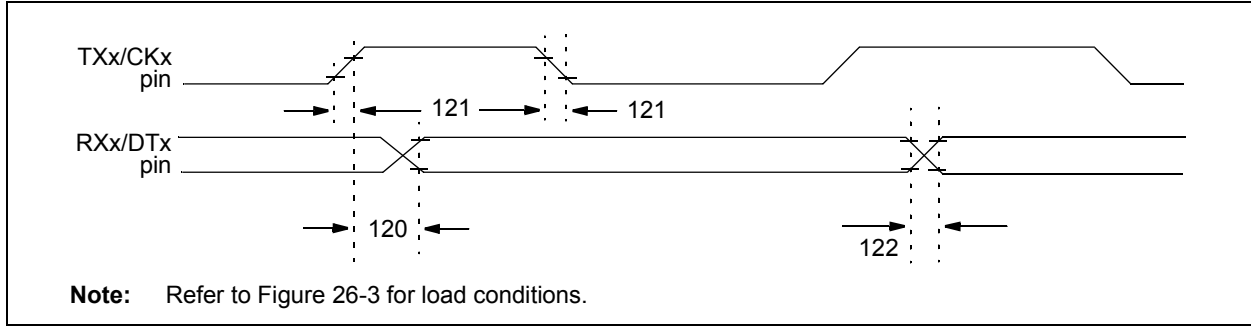 TXx/CKx
pin
121
121
RXx/DTx
pin
120
122
Note: Refer to Figure 26-3 for load conditions.